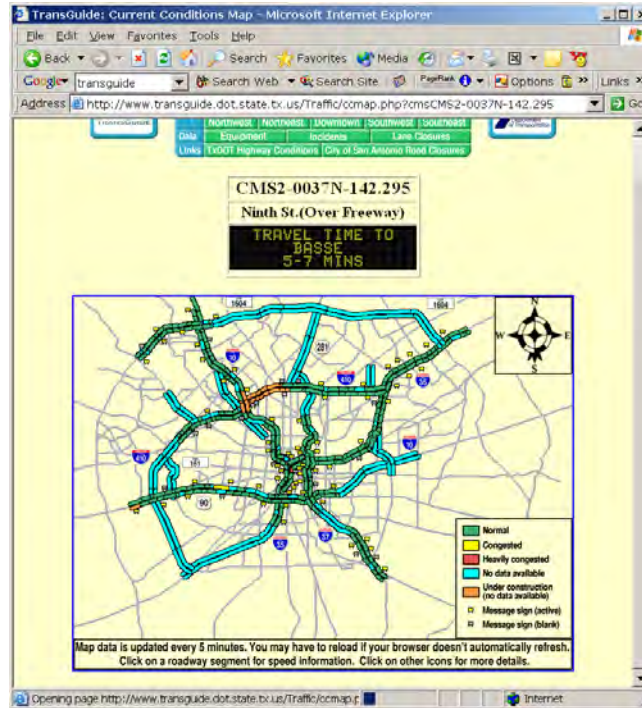 TransGuide: Current Conditions Map - Microsoft Internet Explorer
File Edit View Favorites Tools Help
Back Search Favorites Media
Google transguide Search Web Search Site PageRank Options Links
Address http://www.transguide.dot.state.tx.us/Traffic/ccmap.php?cmsCMS2-0037N-142.295 Go
Northwest Northeast Downtown Southwest Southeast
Data Equipment Incidents Lane Closures
Links TxDOT Highway Conditions City of San Antonio Road Closures
CMS2-0037N-142.295
Ninth St.(Over Freeway)
TRAVEL TIME TO
BASSE
5-7 MINS
1604 1604
N
W E
S
281
10 410 35
10
410 151
90
35 37
Normal
Congested
Heavily congested
No data available
Under construction
(no data available)
Message sign (active)
Message sign (blank)
Map data is updated every 5 minutes. You may have to reload if your browser doesn't automatically refresh.
Click on a roadway segment for speed information. Click on other icons for more details.
Opening page http://www.transguide.dot.state.tx.us/Traffic/ccmap.p Internet